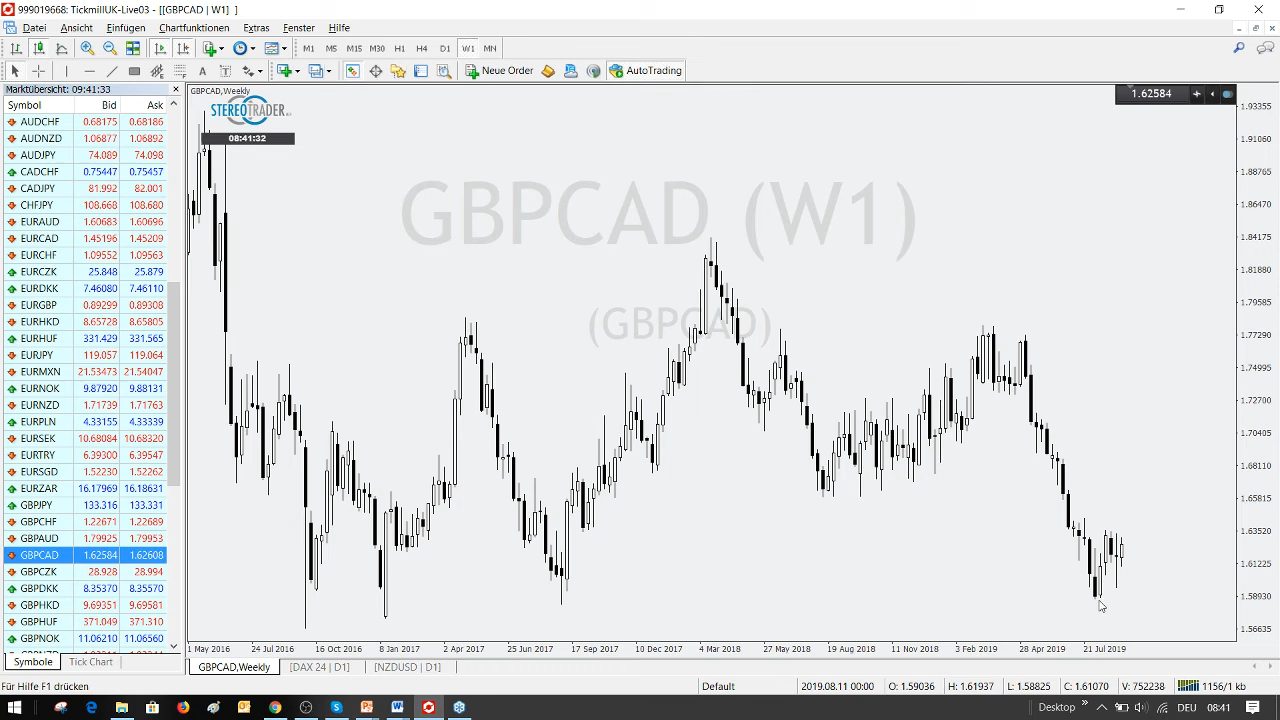 999019668: TickmillUK-Live03 - [[GBPCAD | W1]  ]
Datei Ansicht Einfügen Chartfunktionen Extras Fenster Hilfe
M1 M5 M15 M30 H1 H4 D1 W1 MN
A T New Order AutoTrading
Marktübersicht: 09:41:33
Symbol Bid Ask
AUDCHF 0.68175 0.68186
AUDNZD 1.06877 1.06892
AUDJPY 74.089 74.098
CADCHF 0.75447 0.75457
CADJPY 81.992 82.001
CHFJPY 108.668 108.680
EURAUD 1.60683 1.60696
EURCAD 1.45196 1.45209
EURCHF 1.09552 1.09563
EURCZK 25.848 25.879
EURDKK 7.46080 7.46110
EURGBP 0.89299 0.89308
EURHKD 8.65728 8.65805
EURHUF 331.429 331.565
EURJPY 119.057 119.064
EURMXN 21.53473 21.54047
EURNOK 9.87920 9.88131
EURNZD 1.71739 1.71763
EURPLN 4.33155 4.33339
EURSEK 10.68084 10.68320
EURTRY 6.39300 6.39547
EURSGD 1.52230 1.52262
EURZAR 16.17969 16.18631
GBPJPY 133.316 133.331
GBPCHF 1.22671 1.22689
GBPAUD 1.79925 1.79953
GBPCAD 1.62584 1.62608
GBPCZK 28.928 28.994
GBPDKK 8.35370 8.35570
GBPHKD 9.69351 9.69581
GBPHUF 371.049 371.310
GBPNOK 11.06210 11.06560
Symbole Tick Chart
GBPCAD,Weekly
STEREOTRADER
08:41:32
GBPCAD (W1)
(GBPCAD)
1.62584
1.93355
1.91060
1.88765
1.86470
1.84175
1.81880
1.79585
1.77290
1.74995
1.72700
1.70405
1.68110
1.65815
1.63520
1.61225
1.58930
1.56635
1 May 2016 24 Jul 2016 16 Oct 2016 8 Jan 2017 2 Apr 2017 25 Jun 2017 17 Sep 2017 10 Dec 2017 4 Mar 2018 27 May 2018 19 Aug 2018 11 Nov 2018 3 Feb 2019 28 Apr 2019 21 Jul 2019
GBPCAD,Weekly [DAX 24 | D1] [NZDUSD | D1]
Für Hilfe F1 drücken Default 2019.08.11 00:00 O: 1.59036 H: 1.61937 L: 1.58825 C: 1.61070 V: 752238 1156/1 kb
Desktop DEU 08:41